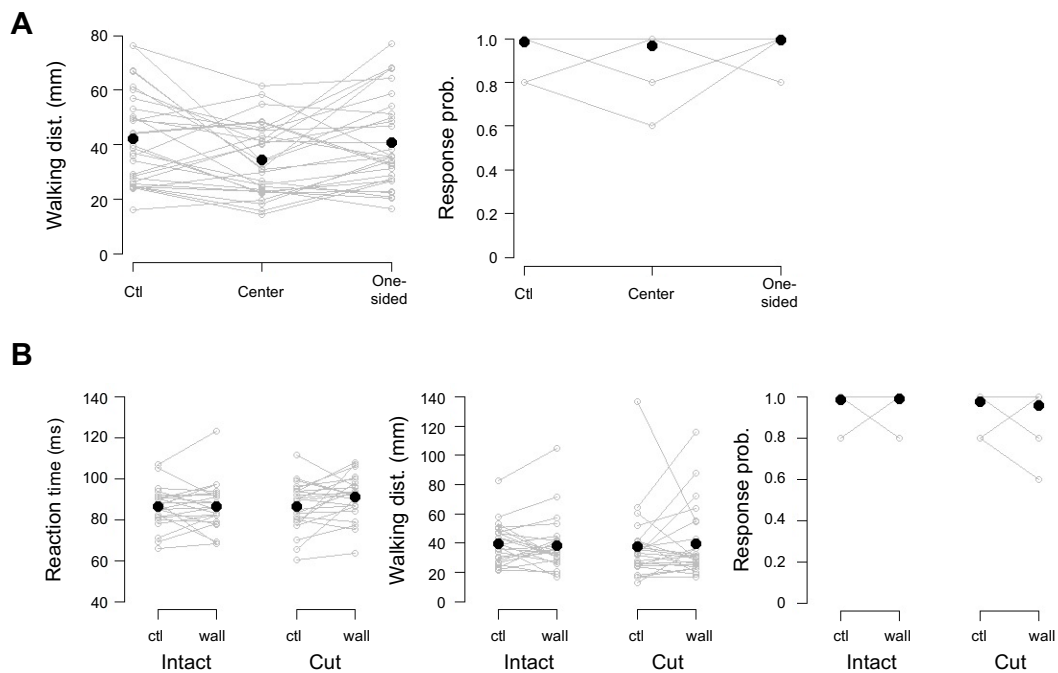 A
Walking dist. (mm)
80
60
40
20
0
Ctl
Center
One-
sided
Response prob.
1.0
0.8
0.6
0.4
0.2
0
Ctl
Center
One-
sided
B
Reaction time (ms)
140
120
100
80
60
40
ctl
wall
ctl
wall
Intact
Cut
Walking dist. (mm)
140
120
100
80
60
40
20
0
ctl
wall
ctl
wall
Intact
Cut
Response prob.
1.0
0.8
0.6
0.4
0.2
0
ctl
wall
ctl
wall
Intact
Cut